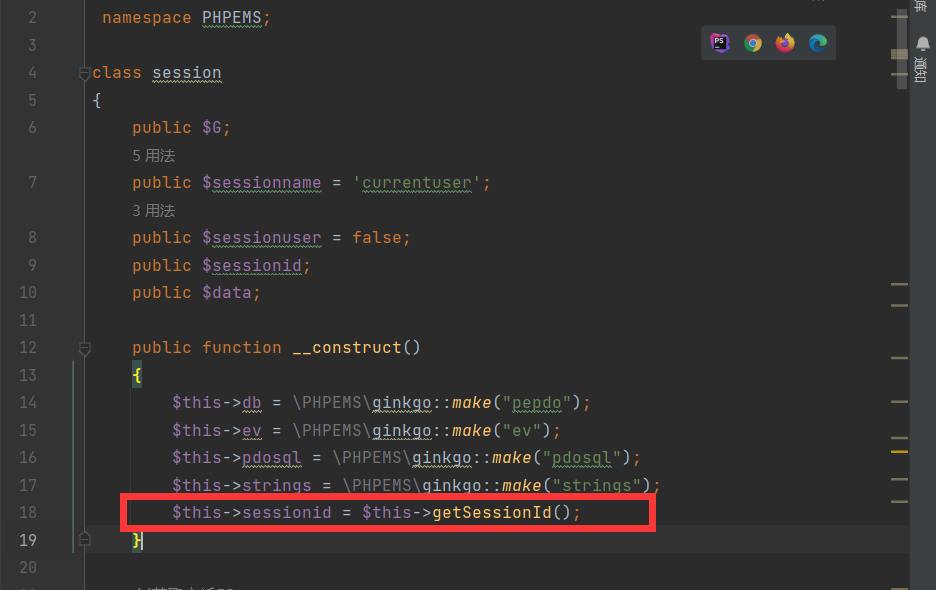 2 namespace PHPEMS;
3
4 class session
5 {
6 public $G;
5 用法
7 public $sessionname = 'currentuser';
3 用法
8 public $sessionuser = false;
9 public $sessionid;
10 public $data;
11
12 public function __construct()
13 {
14 $this->db = \PHPEMS\ginkgo::make("pepdo");
15 $this->ev = \PHPEMS\ginkgo::make("ev");
16 $this->pdosql = \PHPEMS\ginkgo::make("pdosql");
17 $this->strings = \PHPEMS\ginkgo::make("strings");
18 $this->sessionid = $this->getSessionId();
19 }
20
PS
库
通知